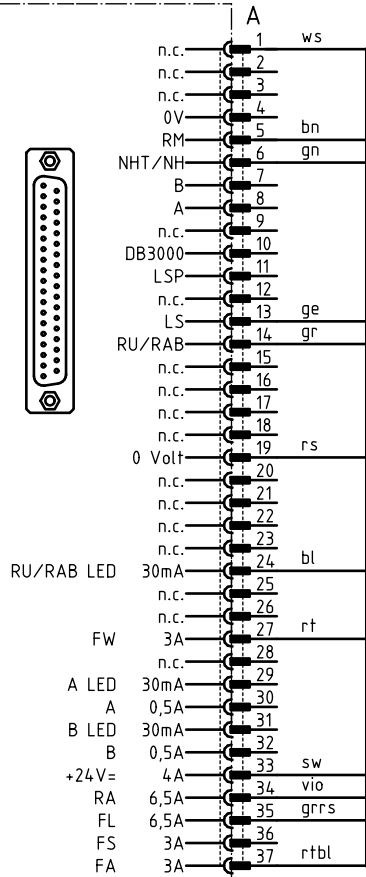 A
n.c. 1 ws
n.c. 2
n.c. 3
0V 4
RM 5 bn
NHT/NH 6 gn
B 7
A 8
n.c. 9
DB3000 10
LSP 11
n.c. 12
LS 13 ge
RU/RAB 14 gr
n.c. 15
n.c. 16
n.c. 17
n.c. 18
0 Volt 19 rs
n.c. 20
n.c. 21
n.c. 22
n.c. 23
RU/RAB LED 30mA 24 bl
n.c. 25
n.c. 26
FW 3A 27 rt
n.c. 28
A LED 30mA 29
A 0,5A 30
B LED 30mA 31
B 0,5A 32
+24V= 4A 33 sw
RA 6,5A 34 vio
FL 6,5A 35 grrs
FS 3A 36
FA 3A 37 rtbl